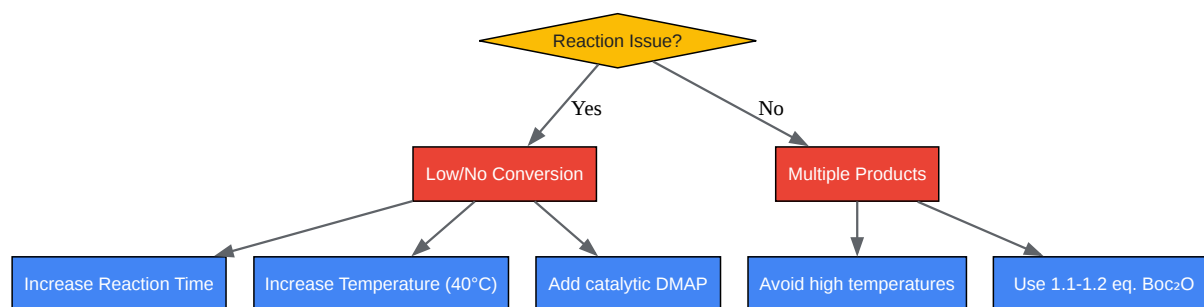 Reaction Issue?
Yes
No
Low/No Conversion
Multiple Products
Increase Reaction Time
Increase Temperature (40°C)
Add catalytic DMAP
Avoid high temperatures
Use 1.1-1.2 eq. Boc₂O